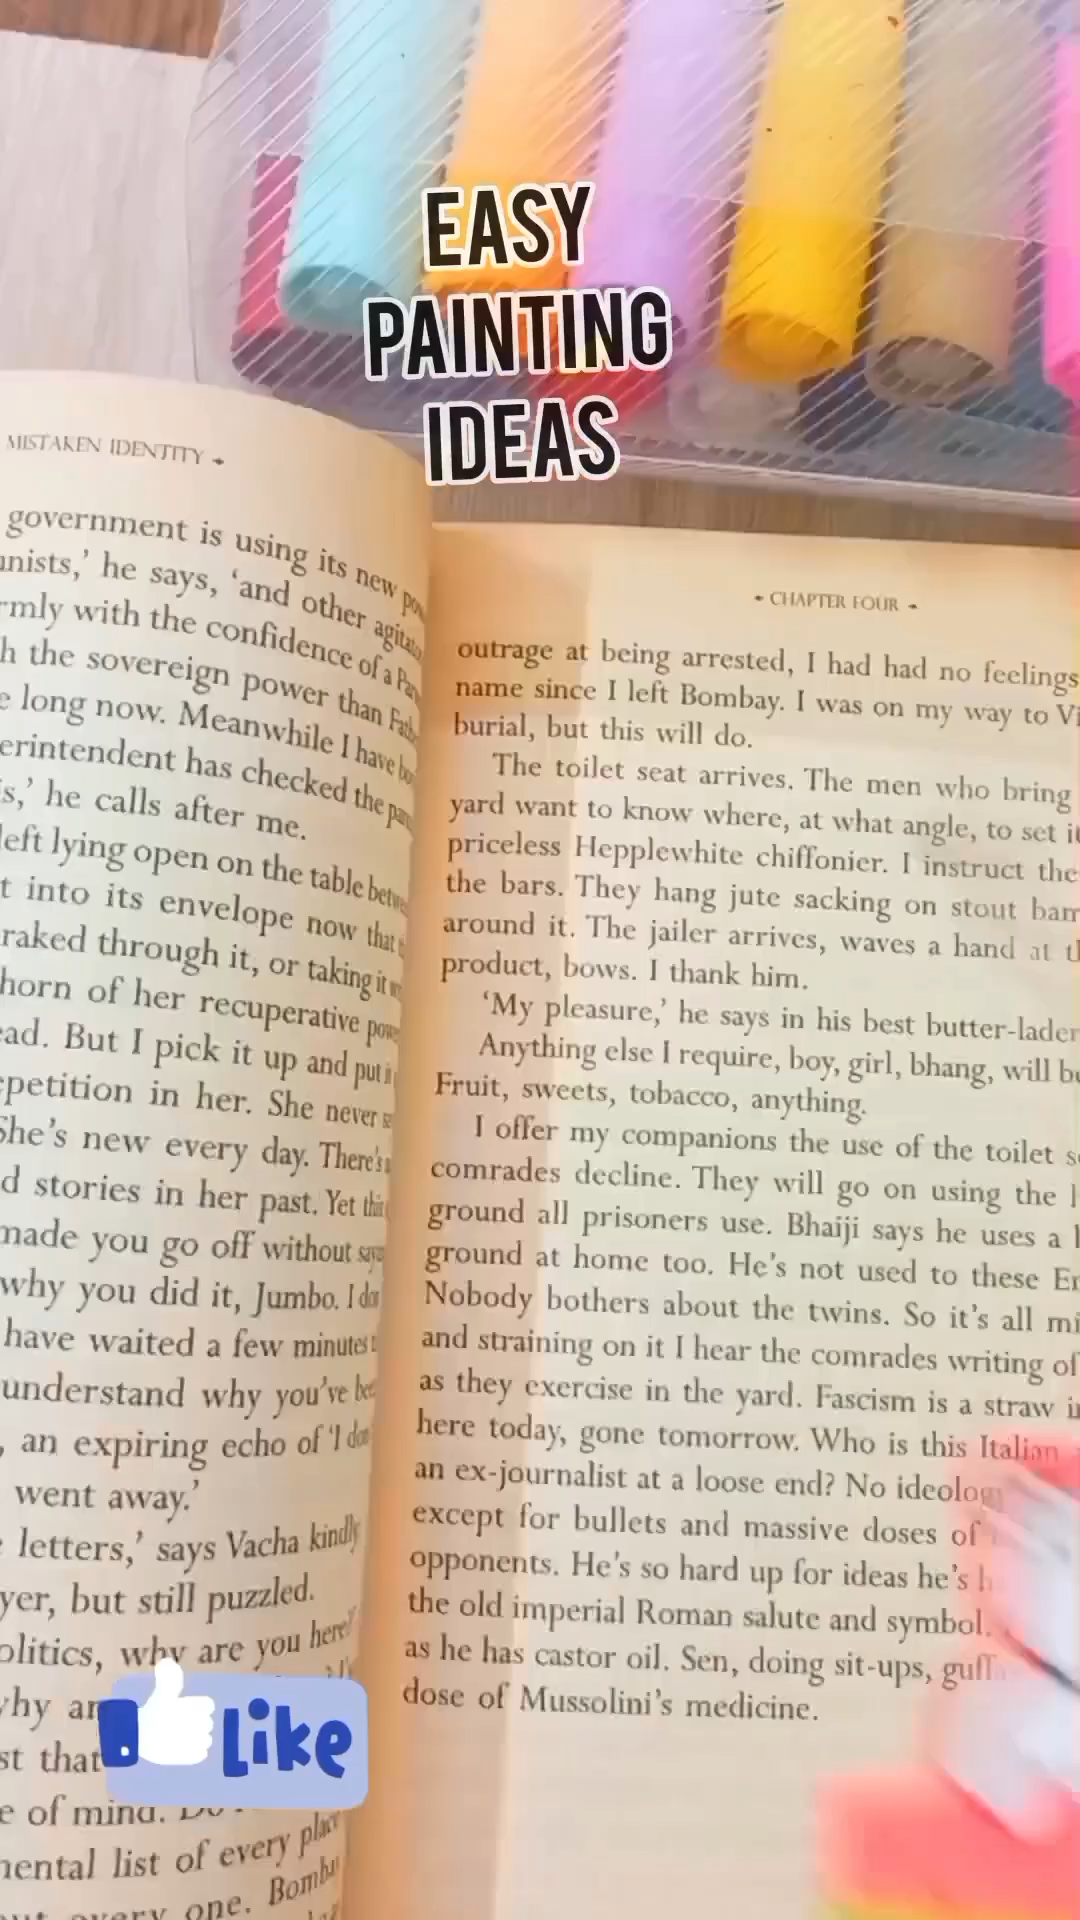 EASY
PAINTING
IDEAS
MISTAKEN IDENTITY
government is using its new
he says, 'and other
with the confidence of a
the sovereign power than
long now. Meanwhile I have
has checked the
he calls after me.
left lying open on the table
into its envelope now that
raked through it, or taking it
horn of her recuperative
But I pick it up and put
in her. She never
She's new every day. There's
stories in her past. Yet this
made you go off without
why you did it, Jumbo. I
have waited a few minutes
understand why you've
, an expiring echo of 'I
went away.'
letters,' says Vacha kindly
but still puzzled.
why are you here?
that
of mind.
list of every place
every one.
CHAPTER FOUR
outrage at being arrested, I had had no feelings
name since I left Bombay. I was on my way to
burial, but this will do.
The toilet seat arrives. The men who bring
yard want to know where, at what angle, to set it
priceless Hepplewhite chiffonier. I instruct
the bars. They hang jute sacking on stout
around it. The jailer arrives, waves a hand at
product, bows. I thank him.
'My pleasure,' he says in his best
Anything else I require, boy, girl, bhang, will
Fruit, sweets, tobacco, anything.
I offer my companions the use of the toilet
comrades decline. They will go on using the
ground all prisoners use. Bhaiji says he uses a
ground at home too. He's not used to these
Nobody bothers about the twins. So it's all
and straining on it I hear the comrades writing
as they exercise in the yard. Fascism is a straw
here today, gone tomorrow. Who is this Italian
an ex-journalist at a loose end? No
except for bullets and massive doses of
opponents. He's so hard up for ideas he's
the old imperial Roman salute and symbol.
as he has castor oil. Sen, doing sit-ups,
dose of Mussolini's medicine.
Like